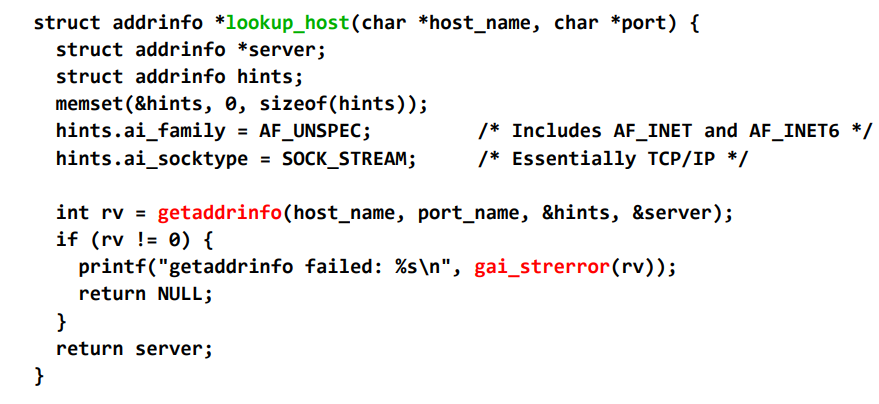 struct addrinfo *lookup_host(char *host_name, char *port) {
  struct addrinfo *server;
  struct addrinfo hints;
  memset(&hints, 0, sizeof(hints));
  hints.ai_family = AF_UNSPEC;         /* Includes AF_INET and AF_INET6 */
  hints.ai_socktype = SOCK_STREAM;     /* Essentially TCP/IP */

  int rv = getaddrinfo(host_name, port_name, &hints, &server);
  if (rv != 0) {
    printf("getaddrinfo failed: %s\n", gai_strerror(rv));
    return NULL;
  }
  return server;
}